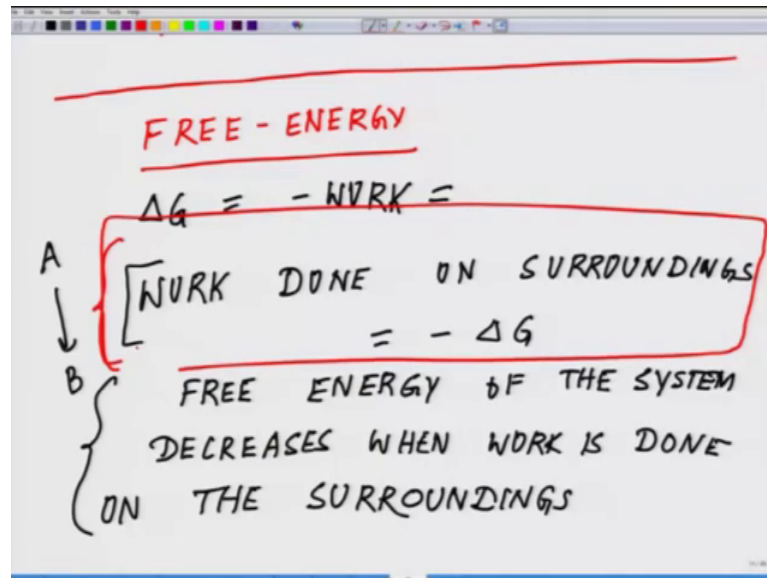 FREE - ENERGY
ΔG = - WORK =
A
WORK DONE ON SURROUNDINGS
= - ΔG
B
FREE ENERGY OF THE SYSTEM
DECREASES WHEN WORK IS DONE
ON THE SURROUNDINGS